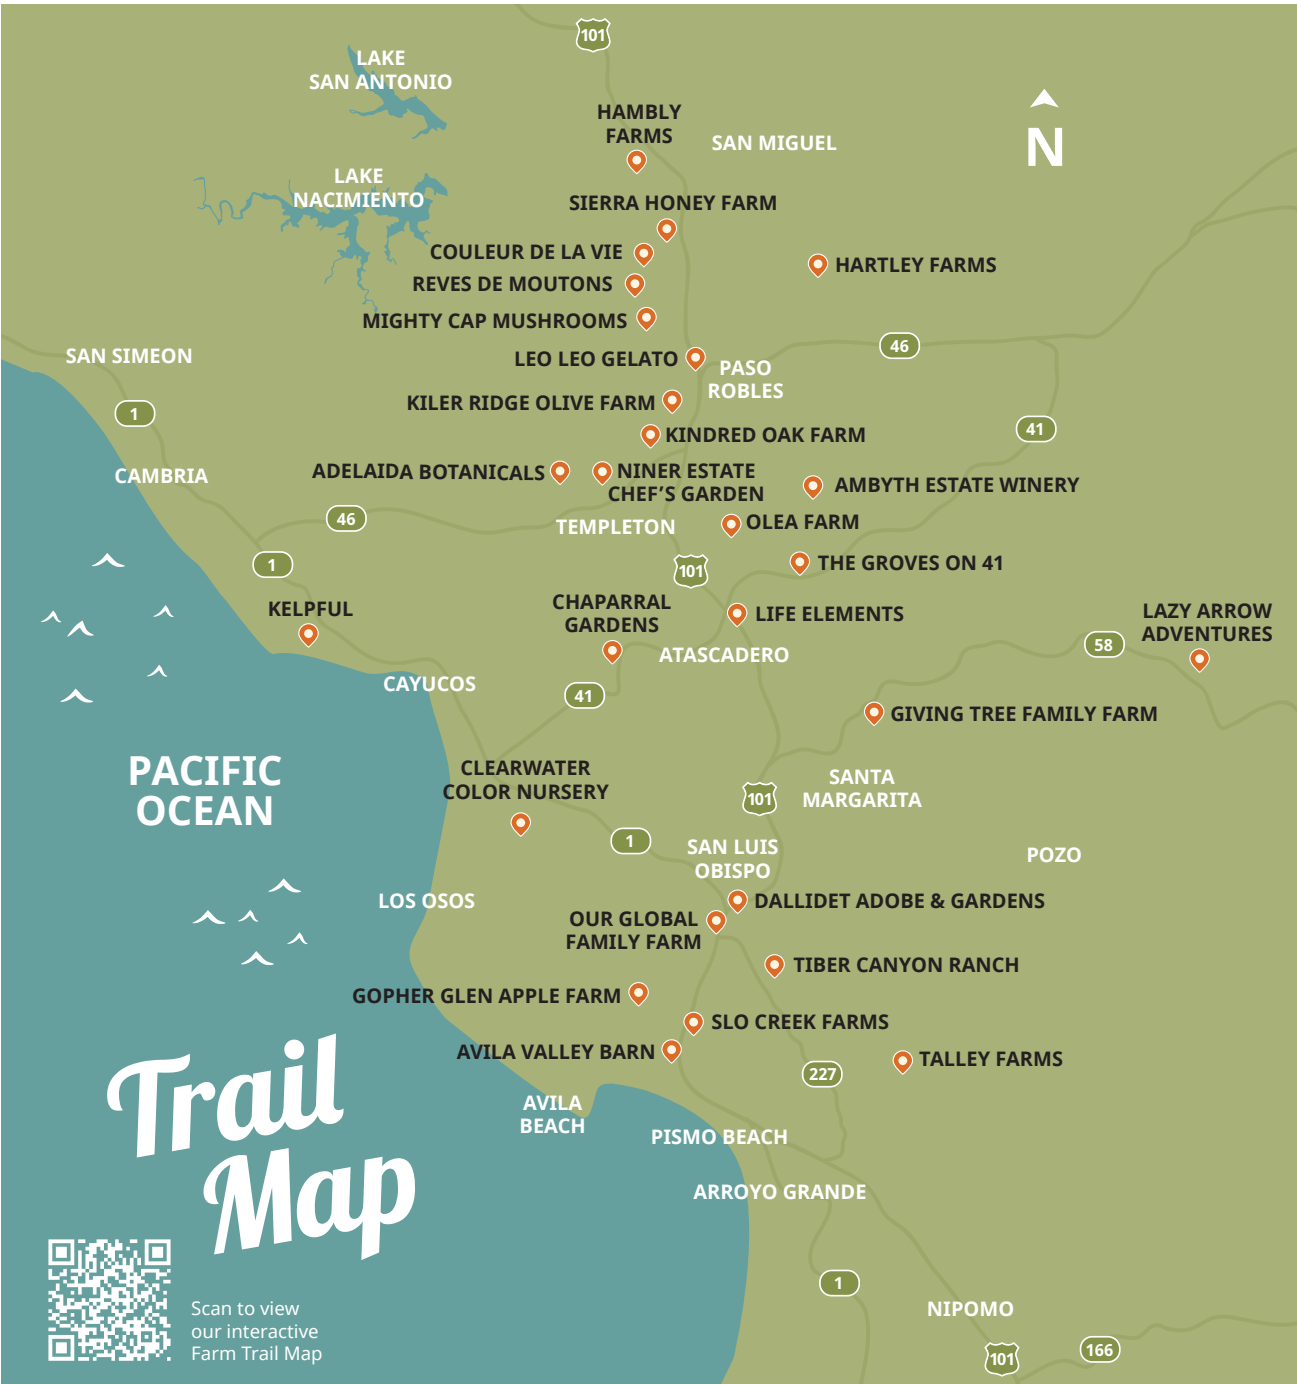 101
LAKE
SAN ANTONIO
HAMBLY
FARMS
SAN MIGUEL
N
LAKE
NACIMIENTO
SIERRA HONEY FARM
COULEUR DE LA VIE
HARTLEY FARMS
REVES DE MOUTONS
MIGHTY CAP MUSHROOMS
46
SAN SIMEON
LEO LEO GELATO
PASO
ROBLES
KILER RIDGE OLIVE FARM
1
41
KINDRED OAK FARM
CAMBRIA
ADELAIDA BOTANICALS
NINER ESTATE
CHEF'S GARDEN
AMBYTH ESTATE WINERY
46
TEMPLETON
OLEA FARM
1
101
THE GROVES ON 41
KELPFUL
CHAPARRAL
GARDENS
LIFE ELEMENTS
LAZY ARROW
ADVENTURES
58
ATASCADERO
CAYUCOS
41
GIVING TREE FAMILY FARM
PACIFIC
OCEAN
CLEARWATER
COLOR NURSERY
101
SANTA
MARGARITA
1
SAN LUIS
OBISPO
POZO
LOS OSOS
DALLIDET ADOBE & GARDENS
OUR GLOBAL
FAMILY FARM
TIBER CANYON RANCH
GOPHER GLEN APPLE FARM
SLO CREEK FARMS
AVILA VALLEY BARN
TALLEY FARMS
227
AVILA
BEACH
PISMO BEACH
Trail
Map
ARROYO GRANDE
1
NIPOMO
101
166
Scan to view
our interactive
Farm Trail Map